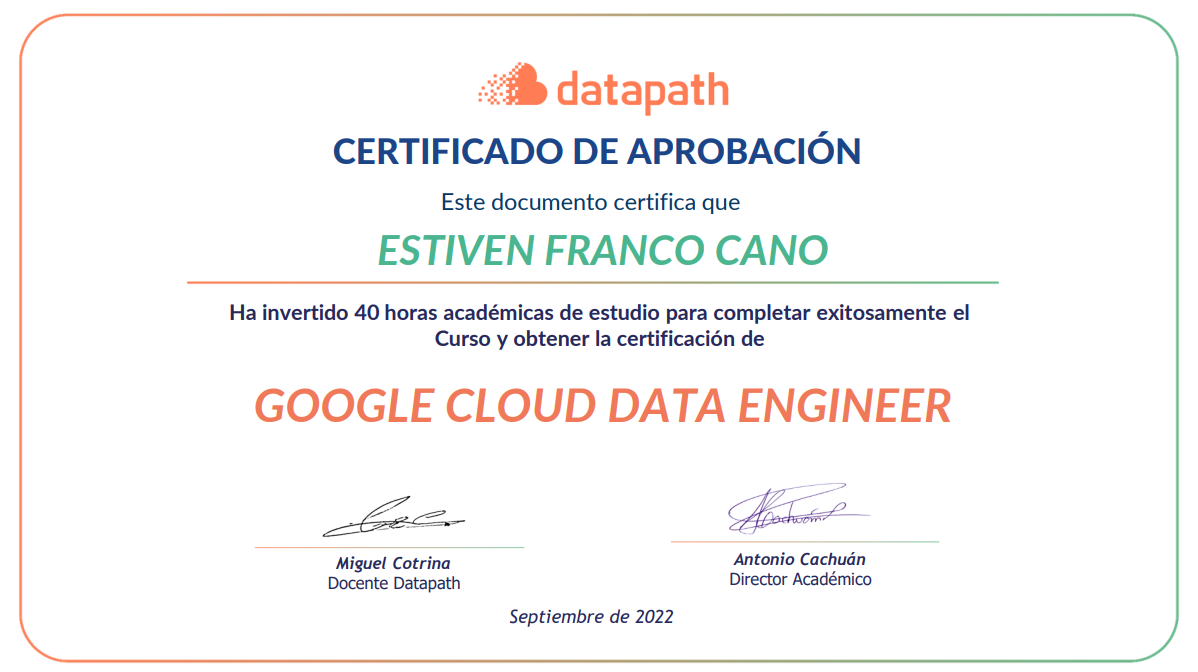 datapath
CERTIFICADO DE APROBACIÓN
Este documento certifica que
ESTIVEN FRANCO CANO
Ha invertido 40 horas académicas de estudio para completar exitosamente el
Curso y obtener la certificación de
GOOGLE CLOUD DATA ENGINEER
Miguel Cotrina
Docente Datapath
Antonio Cachuán
Director Académico
Septiembre de 2022